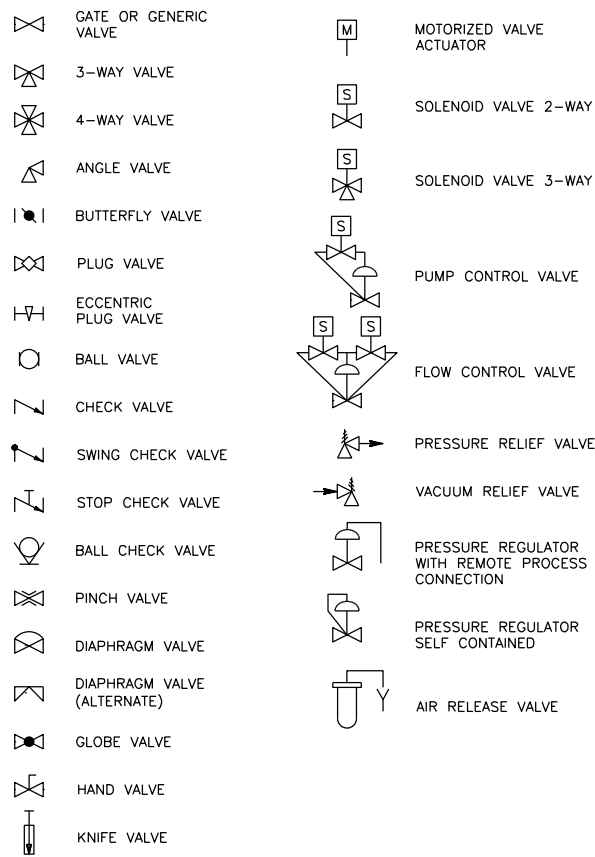 GATE OR GENERIC
VALVE
3-WAY VALVE
4-WAY VALVE
ANGLE VALVE
BUTTERFLY VALVE
PLUG VALVE
ECCENTRIC
PLUG VALVE
BALL VALVE
CHECK VALVE
SWING CHECK VALVE
STOP CHECK VALVE
BALL CHECK VALVE
PINCH VALVE
DIAPHRAGM VALVE
DIAPHRAGM VALVE
(ALTERNATE)
GLOBE VALVE
HAND VALVE
KNIFE VALVE
M
MOTORIZED VALVE
ACTUATOR
S
SOLENOID VALVE 2-WAY
S
SOLENOID VALVE 3-WAY
S
PUMP CONTROL VALVE
S S
FLOW CONTROL VALVE
PRESSURE RELIEF VALVE
VACUUM RELIEF VALVE
PRESSURE REGULATOR
WITH REMOTE PROCESS
CONNECTION
PRESSURE REGULATOR
SELF CONTAINED
AIR RELEASE VALVE